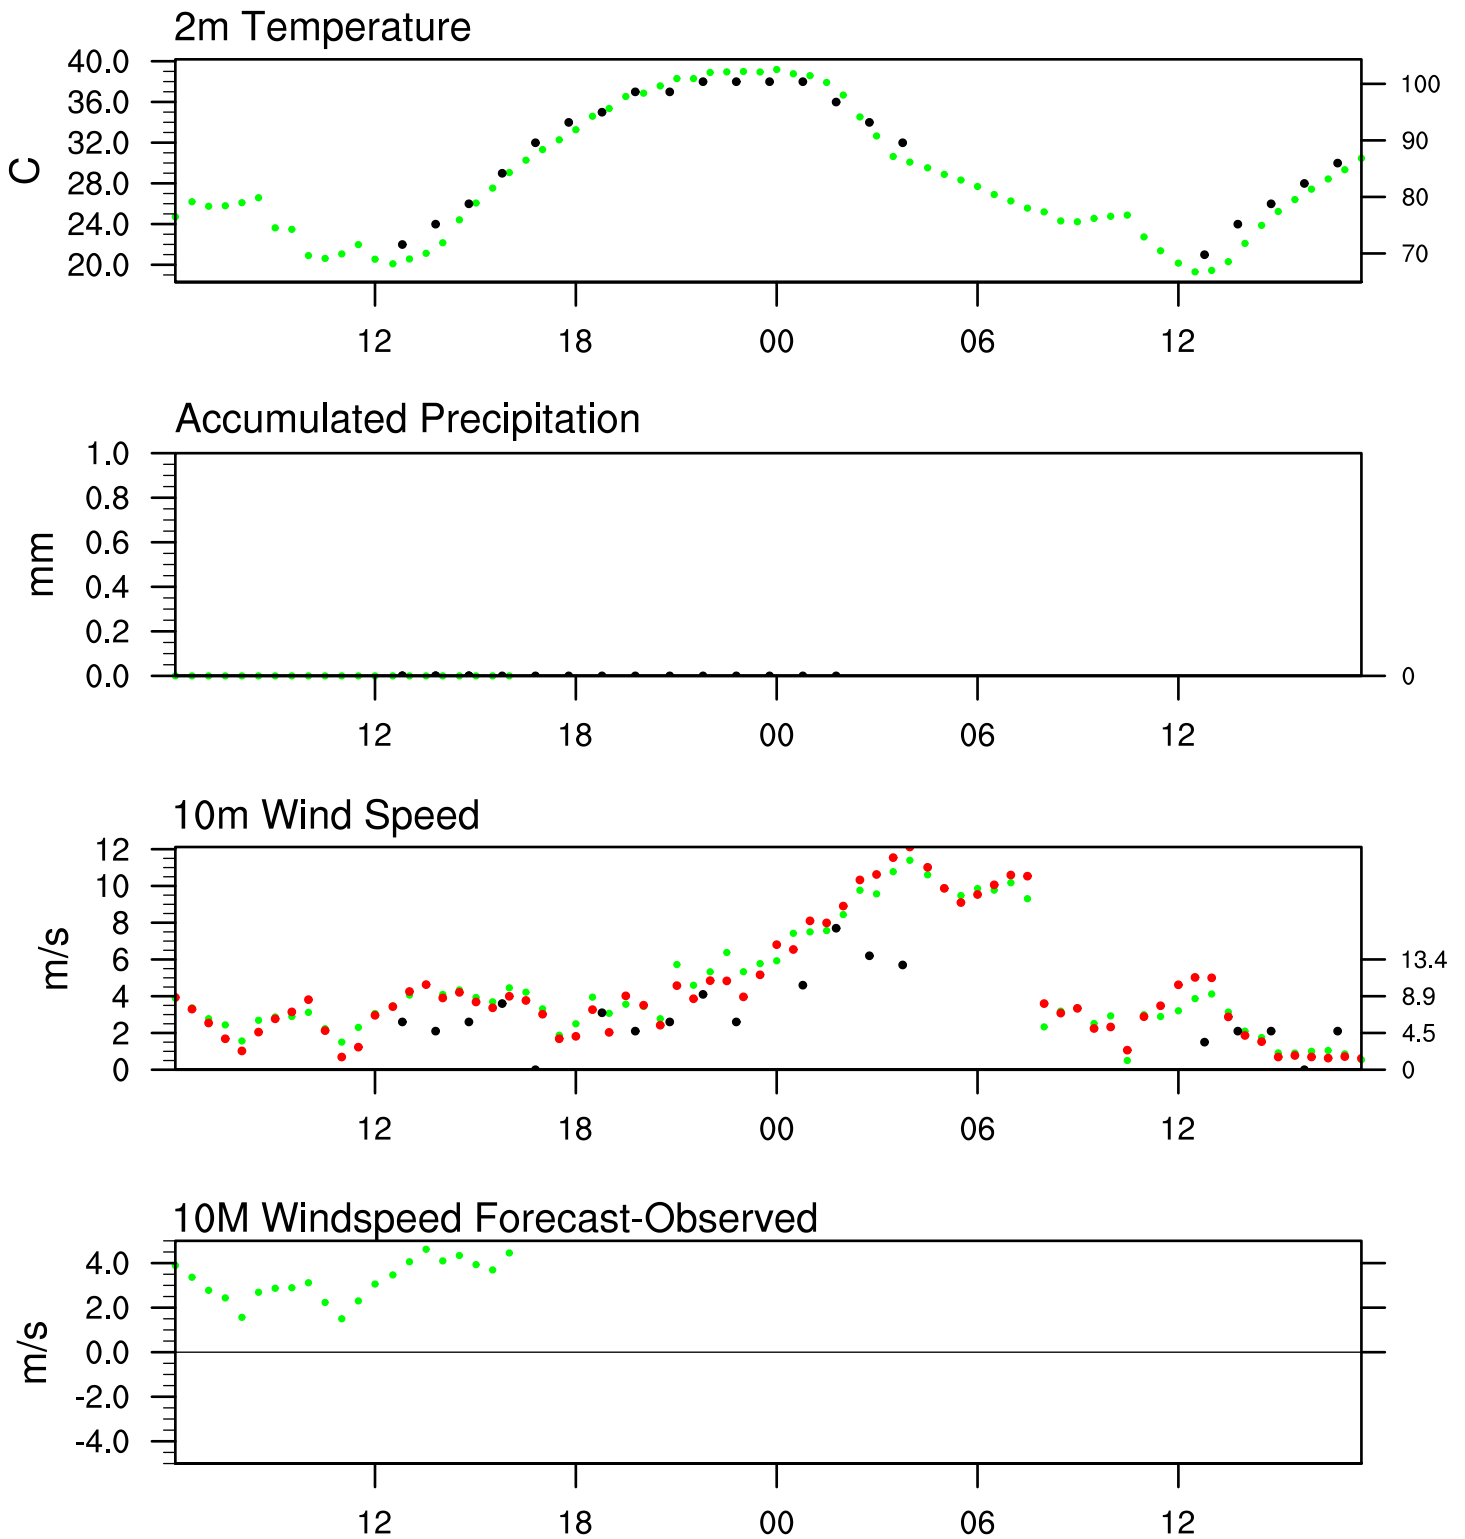 2m Temperature
40.0
36.0
32.0
28.0
24.0
20.0
C
100
90
80
70
12 18 00 06 12
Accumulated Precipitation
1.0
0.8
0.6
0.4
0.2
0.0
mm
0
12 18 00 06 12
10m Wind Speed
12
10
8
6
4
2
0
m/s
13.4
8.9
4.5
0
12 18 00 06 12
10M Windspeed Forecast-Observed
4.0
2.0
0.0
-2.0
-4.0
m/s
12 18 00 06 12